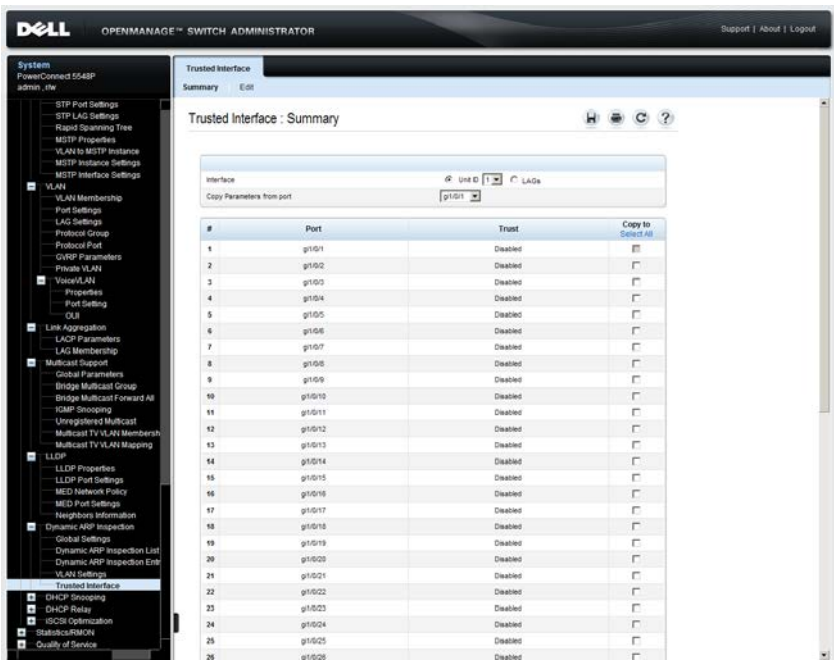 DELL OPENMANAGE™ SWITCH ADMINISTRATOR
Support | About | Logout
System
PowerConnect 5548P
admin , r/w
STP Port Settings
STP LAG Settings
Rapid Spanning Tree
MSTP Properties
VLAN to MSTP Instance
MSTP Instance Settings
MSTP Interface Settings
VLAN
VLAN Membership
Port Settings
LAG Settings
Protocol Group
Protocol Port
GVRP Parameters
Private VLAN
VoiceVLAN
Properties
Port Setting
OUI
Link Aggregation
LACP Parameters
LAG Membership
Multicast Support
Global Parameters
Bridge Multicast Group
Bridge Multicast Forward All
IGMP Snooping
Unregistered Multicast
Multicast TV VLAN Membersh
Multicast TV VLAN Mapping
LLDP
LLDP Properties
LLDP Port Settings
MED Network Policy
MED Port Settings
Neighbors Information
Dynamic ARP Inspection
Global Settings
Dynamic ARP Inspection List
Dynamic ARP Inspection Entr
VLAN Settings
Trusted Interface
DHCP Snooping
DHCP Relay
iSCSI Optimization
Statistics/RMON
Quality of Service
Trusted Interface
Summary Edit
Trusted Interface : Summary
Interface Unit ID 1 LAGs
Copy Parameters from port gi1/0/1
# Port Trust Copy to
Select All
1 gi1/0/1 Disabled
2 gi1/0/2 Disabled
3 gi1/0/3 Disabled
4 gi1/0/4 Disabled
5 gi1/0/5 Disabled
6 gi1/0/6 Disabled
7 gi1/0/7 Disabled
8 gi1/0/8 Disabled
9 gi1/0/9 Disabled
10 gi1/0/10 Disabled
11 gi1/0/11 Disabled
12 gi1/0/12 Disabled
13 gi1/0/13 Disabled
14 gi1/0/14 Disabled
15 gi1/0/15 Disabled
16 gi1/0/16 Disabled
17 gi1/0/17 Disabled
18 gi1/0/18 Disabled
19 gi1/0/19 Disabled
20 gi1/0/20 Disabled
21 gi1/0/21 Disabled
22 gi1/0/22 Disabled
23 gi1/0/23 Disabled
24 gi1/0/24 Disabled
25 gi1/0/25 Disabled
26 gi1/0/26 Disabled